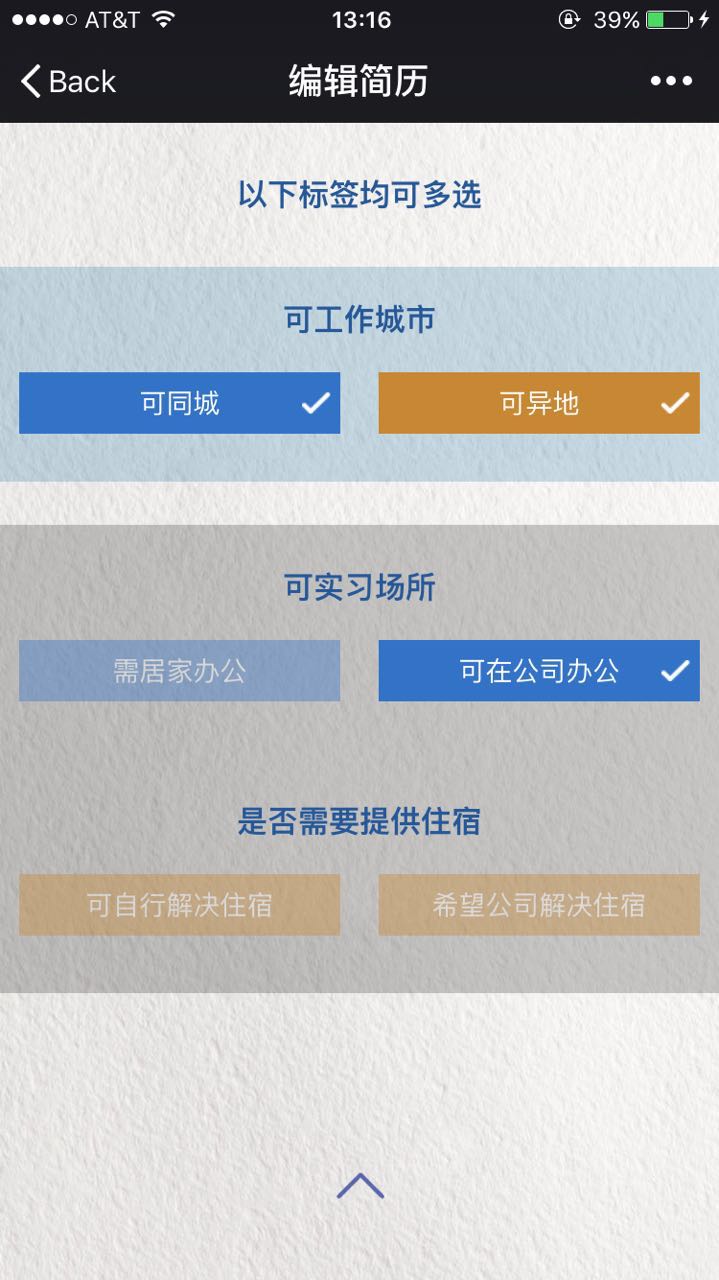 AT&T 13:16 39%
Back 编辑简历
以下标签均可多选
可工作城市
可同城 可异地
可实习场所
需居家办公 可在公司办公
是否需要提供住宿
可自行解决住宿 希望公司解决住宿